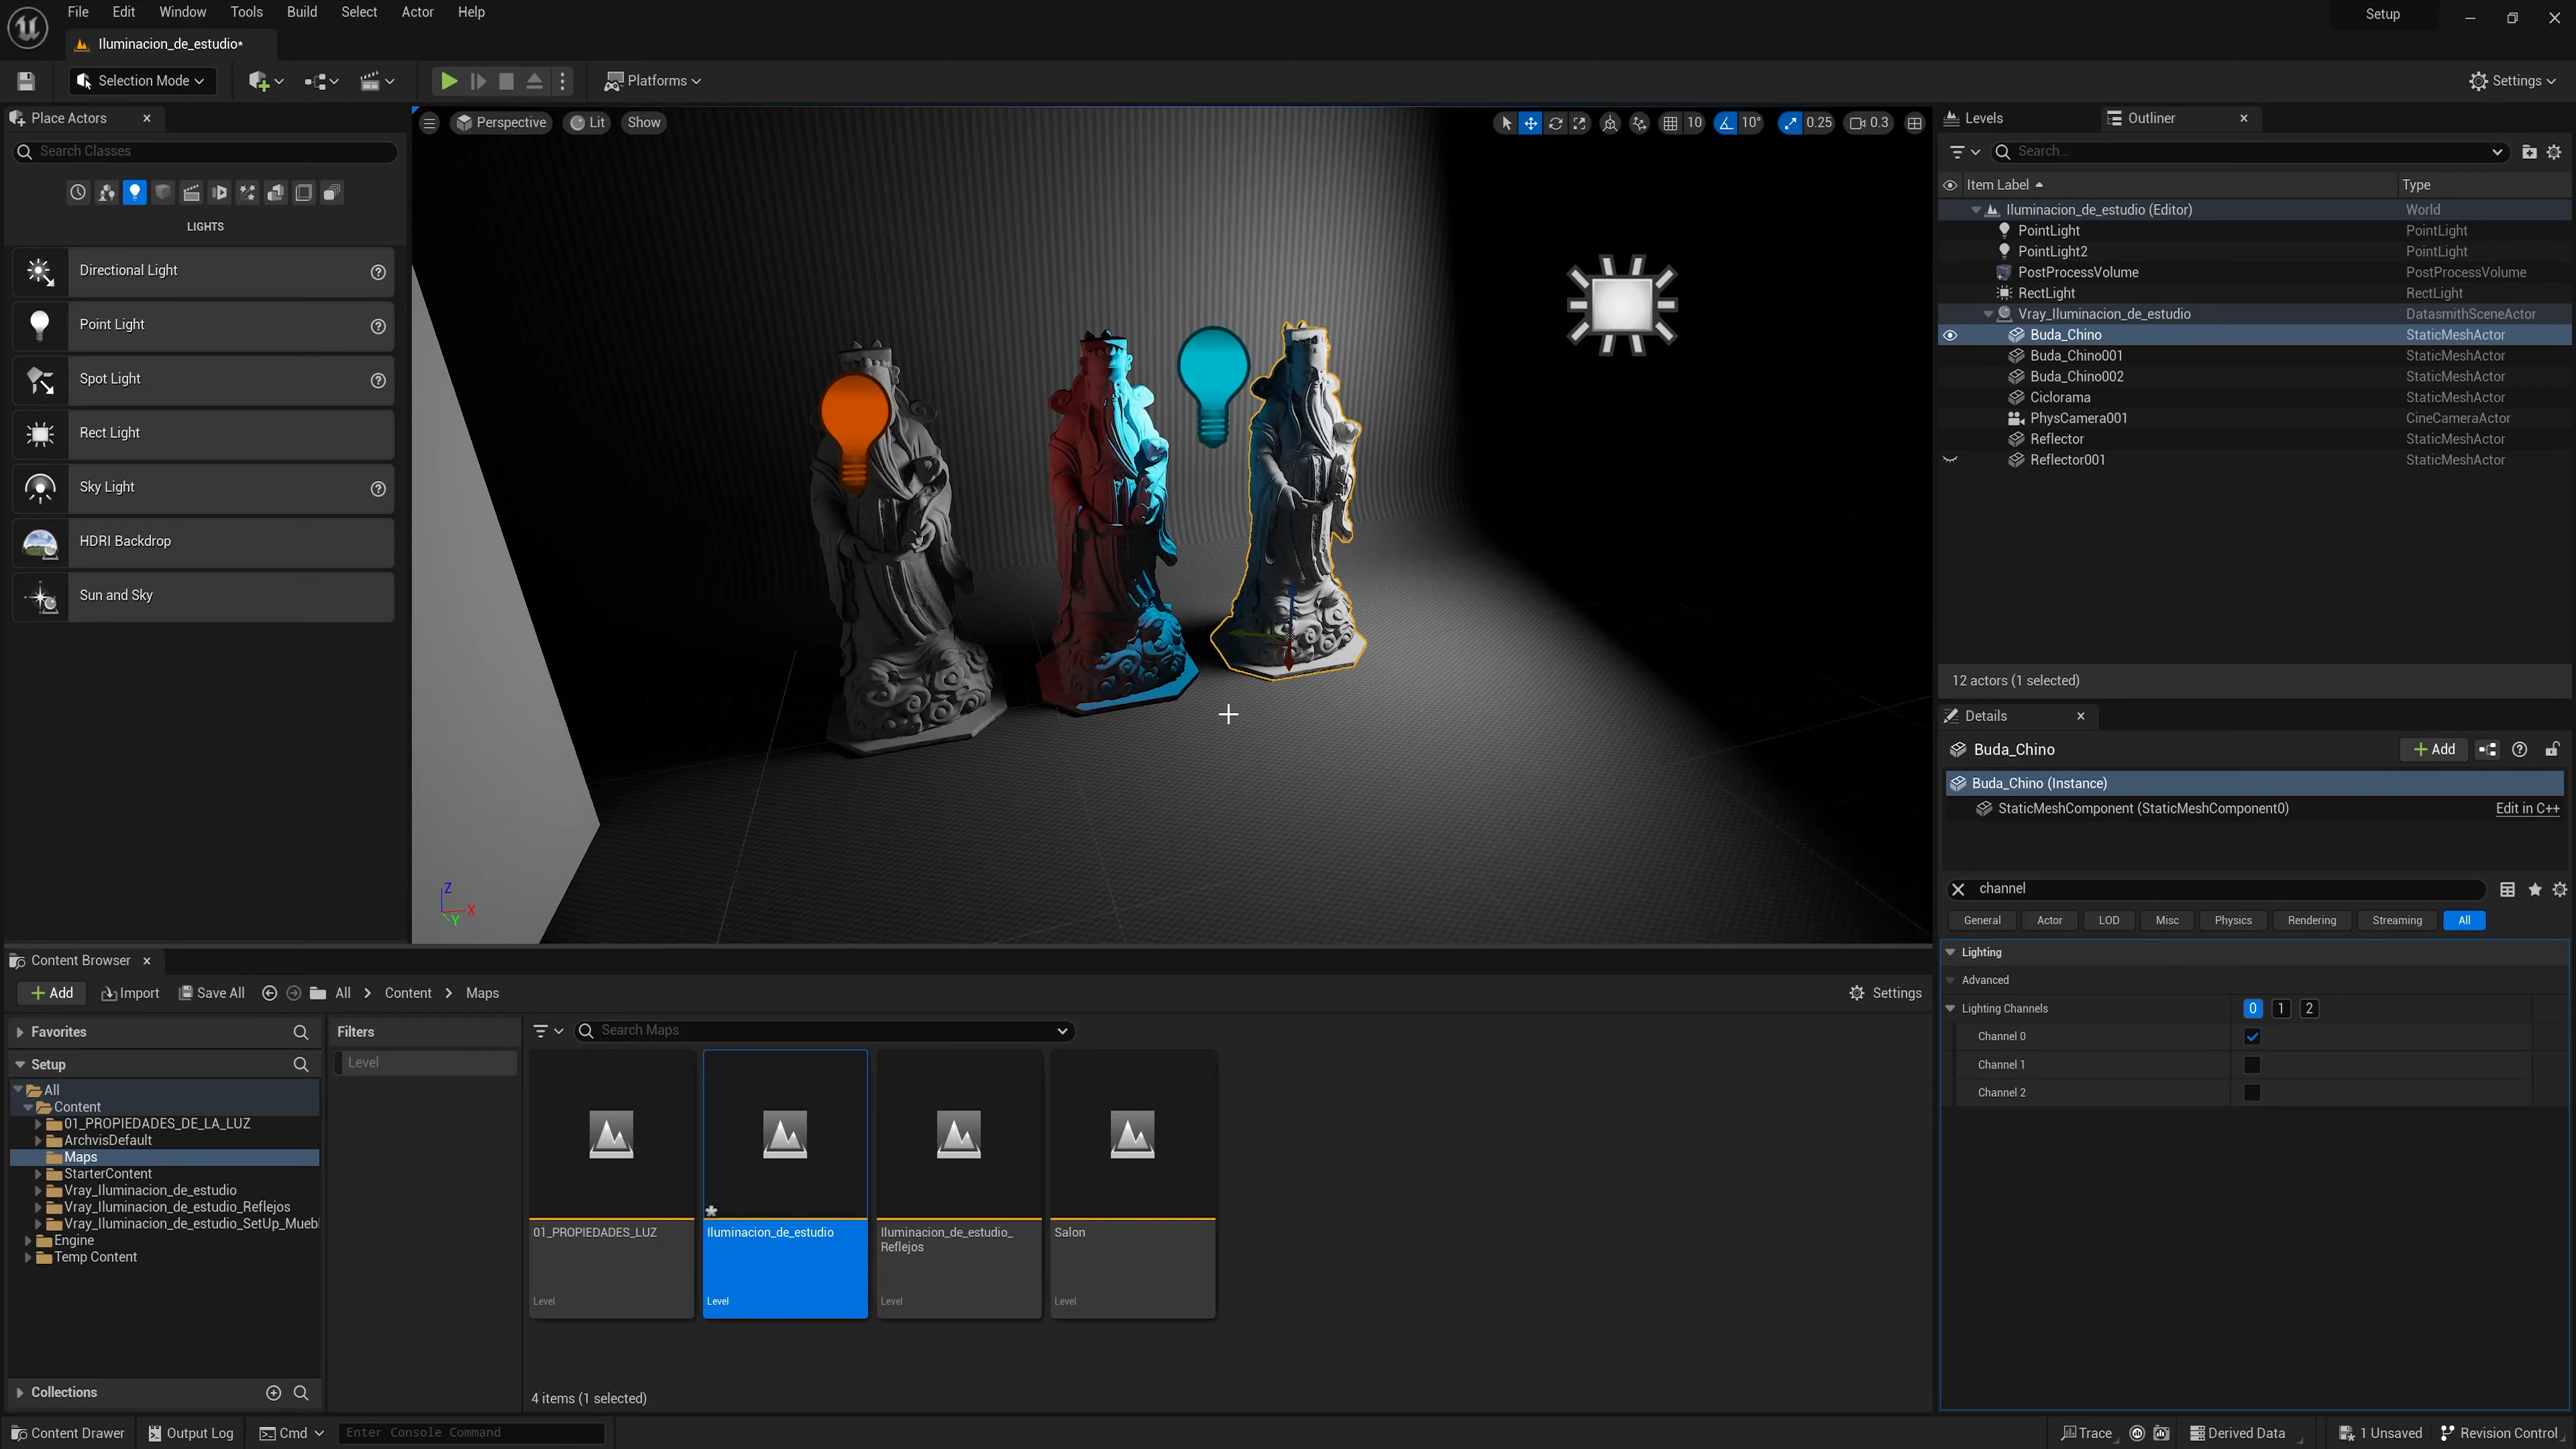 File Edit Window Tools Build Select Actor Help
Setup
Iluminacion_de_estudio*
Selection Mode
Platforms
Settings
Place Actors
Search Classes
LIGHTS
Directional Light
Point Light
Spot Light
Rect Light
Sky Light
HDRI Backdrop
Sun and Sky
Perspective Lit Show
10 10° 0.25 0.3
Z
X
Y
Levels Outliner
Search...
Item Label Type
Iluminacion_de_estudio (Editor) World
PointLight PointLight
PointLight2 PointLight
PostProcessVolume PostProcessVolume
RectLight RectLight
Vray_Iluminacion_de_estudio DatasmithSceneActor
Buda_Chino StaticMeshActor
Buda_Chino001 StaticMeshActor
Buda_Chino002 StaticMeshActor
Ciclorama StaticMeshActor
PhysCamera001 CineCameraActor
Reflector StaticMeshActor
Reflector001 StaticMeshActor
12 actors (1 selected)
Details
Buda_Chino Add
Buda_Chino (Instance)
StaticMeshComponent (StaticMeshComponent0) Edit in C++
channel
General Actor LOD Misc Physics Rendering Streaming All
Lighting
Advanced
Lighting Channels 0 1 2
Channel 0
Channel 1
Channel 2
Content Browser
Add Import Save All All Content Maps Settings
Favorites
Setup
All
Content
01_PROPIEDADES_DE_LA_LUZ
ArchvisDefault
Maps
StarterContent
Vray_Iluminacion_de_estudio
Vray_Iluminacion_de_estudio_Reflejos
Vray_Iluminacion_de_estudio_SetUp_Muebl
Engine
Temp Content
Collections
Filters
Level
Search Maps
01_PROPIEDADES_LUZ
Level
Iluminacion_de_estudio
Level
Iluminacion_de_estudio_
Reflejos
Level
Salon
Level
4 items (1 selected)
Content Drawer Output Log Cmd Enter Console Command
Trace Derived Data 1 Unsaved Revision Control